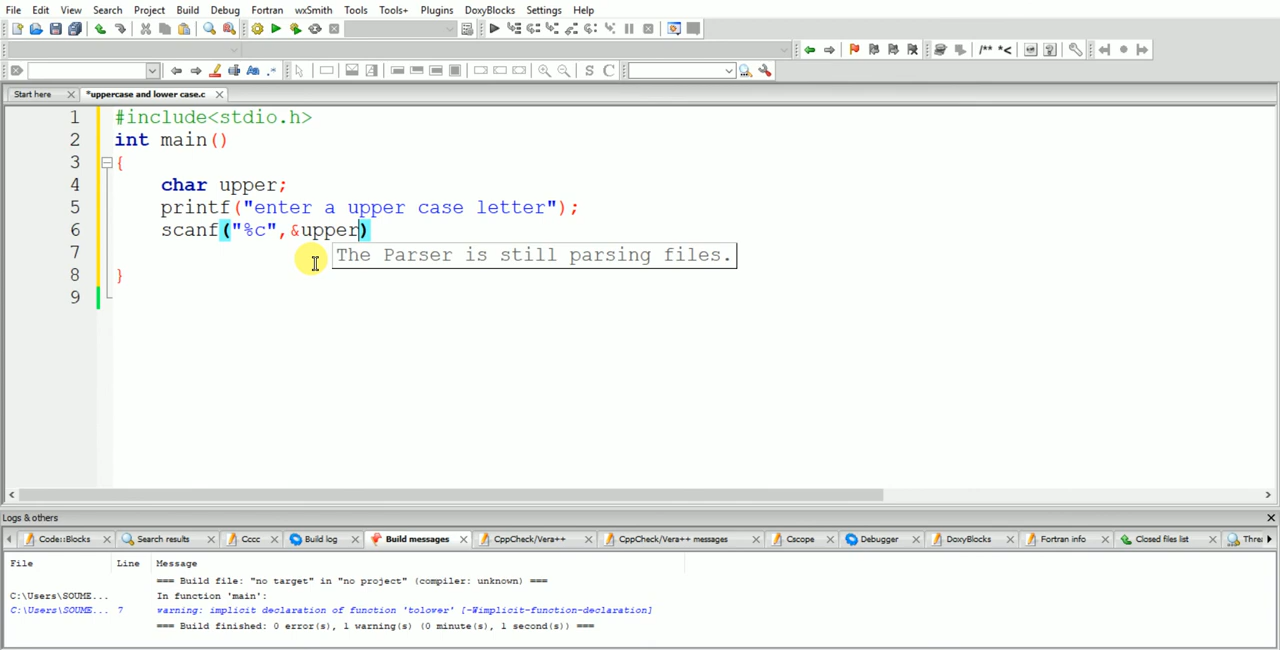 File Edit View Search Project Build Debug Fortran wxSmith Tools Tools+ Plugins DoxyBlocks Settings Help
/** *<
S C
Start here *uppercase and lower case.c
1 #include<stdio.h>
2 int main()
3 {
4 char upper;
5 printf("enter a upper case letter");
6 scanf("%c",&upper)
7 The Parser is still parsing files.
8 }
9
Logs & others
Code::Blocks Search results Cccc Build log Build messages CppCheck/Vera++ CppCheck/Vera++ messages Cscope Debugger DoxyBlocks Fortran info Closed files list Thre
File Line Message
=== Build file: "no target" in "no project" (compiler: unknown) ===
C:\Users\SOUME... In function 'main':
C:\Users\SOUME... 7 warning: implicit declaration of function 'tolover' [-Wimplicit-function-declaration]
=== Build finished: 0 error(s), 1 warning(s) (0 minute(s), 1 second(s)) ===